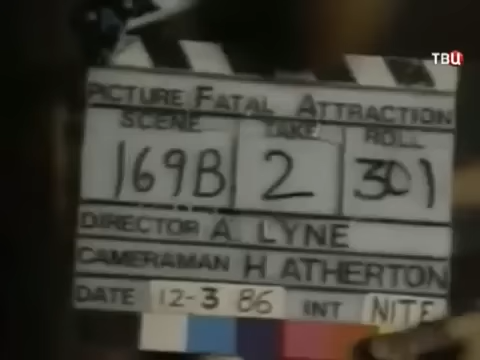 ТВЦ
PICTURE FATAL ATTRACTION
SCENE TAKE ROLL
169B 2 301
DIRECTOR A. LYNE
CAMERAMAN H ATHERTON
DATE 12-3 86 INT NITE